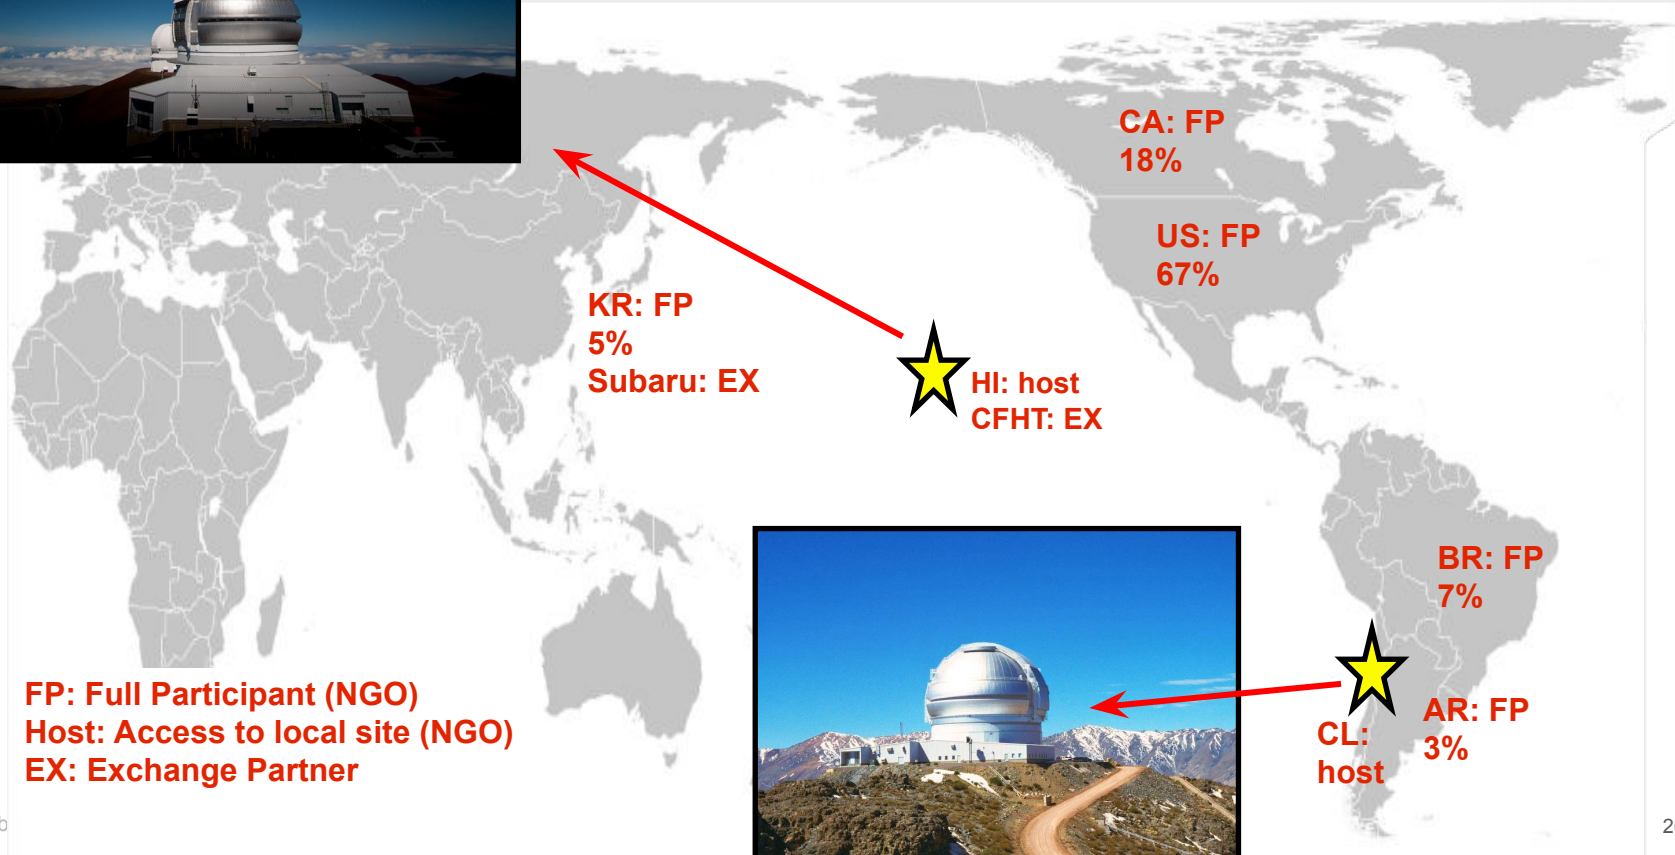 CA: FP
18%
US: FP
67%
KR: FP
5%
Subaru: EX
HI: host
CFHT: EX
BR: FP
7%
AR: FP
3%
CL:
host
FP: Full Participant (NGO)
Host: Access to local site (NGO)
EX: Exchange Partner